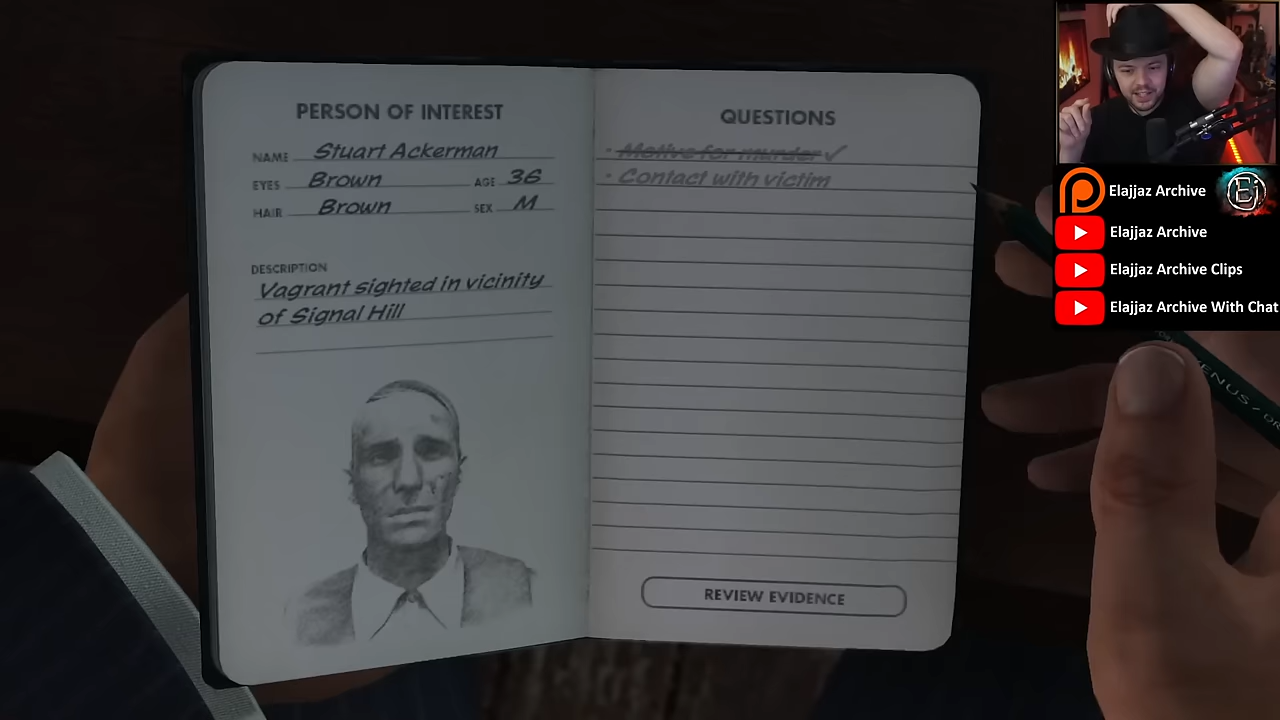 PERSON OF INTEREST
NAME Stuart Ackerman
EYES Brown AGE 36
HAIR Brown SEX M
DESCRIPTION
Vagrant sighted in vicinity
of Signal Hill
QUESTIONS
· Motive for murder ✓
· Contact with victim
REVIEW EVIDENCE
Elajjaz Archive
Ej
Elajjaz Archive
Elajjaz Archive Clips
Elajjaz Archive With Chat
VENUS